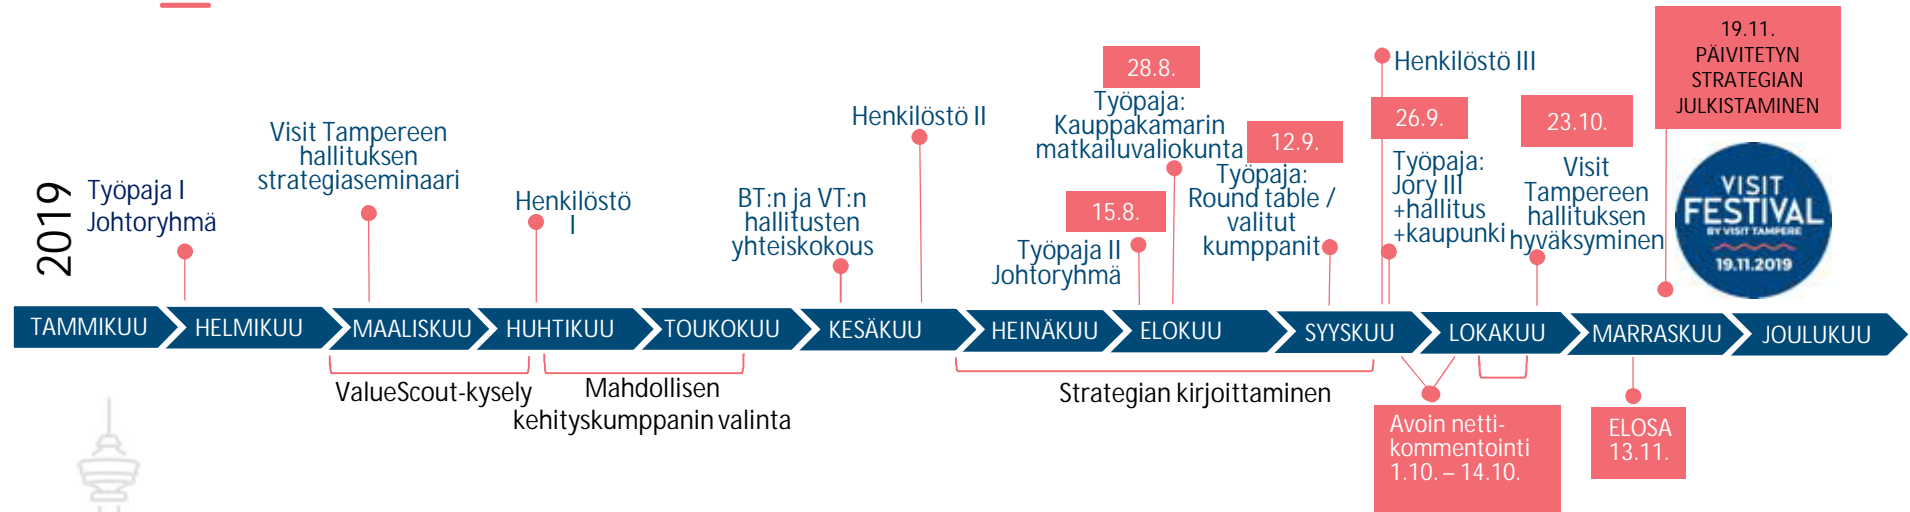 2019
Työpaja I
Johtoryhmä
Visit Tampereen
hallituksen
strategiaseminaari
Henkilöstö
I
BT:n ja VT:n
hallitusten
yhteiskokous
Henkilöstö II
15.8.
Työpaja II
Johtoryhmä
28.8.
Työpaja:
Kauppakamarin
matkailuvaliokunta
12.9.
Työpaja:
Round table /
valitut
kumppanit
Henkilöstö III
26.9.
Työpaja:
Jory III
+hallitus
+kaupunki
23.10.
Visit
Tampereen
hallituksen
hyväksyminen
19.11.
PÄIVITETYN
STRATEGIAN
JULKISTAMINEN
VISIT
FESTIVAL
BY VISIT TAMPERE
19.11.2019
TAMMIKUU
HELMIKUU
MAALISKUU
HUHTIKUU
TOUKOKUU
KESÄKUU
HEINÄKUU
ELOKUU
SYYSKUU
LOKAKUU
MARRASKUU
JOULUKUU
ValueScout-kysely
Mahdollisen
kehityskumppanin valinta
Strategian kirjoittaminen
Avoin netti-
kommentointi
1.10. – 14.10.
ELOSA
13.11.